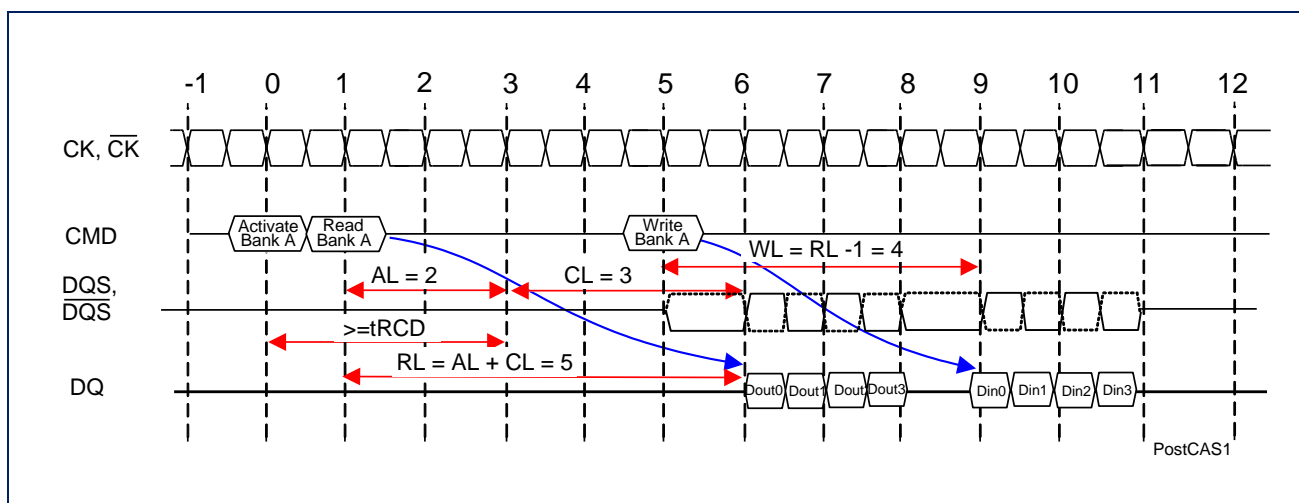 -1 0 1 2 3 4 5 6 7 8 9 10 11 12
CK, C̅K̅
Activate Bank A
Read Bank A
Write Bank A
CMD
WL = RL -1 = 4
AL = 2
CL = 3
DQS,
D̅Q̅S̅
>=tRCD
RL = AL + CL = 5
DQ
Dout0 Dout1 Dout Dout3 Din0 Din1 Din2 Din3
PostCAS1